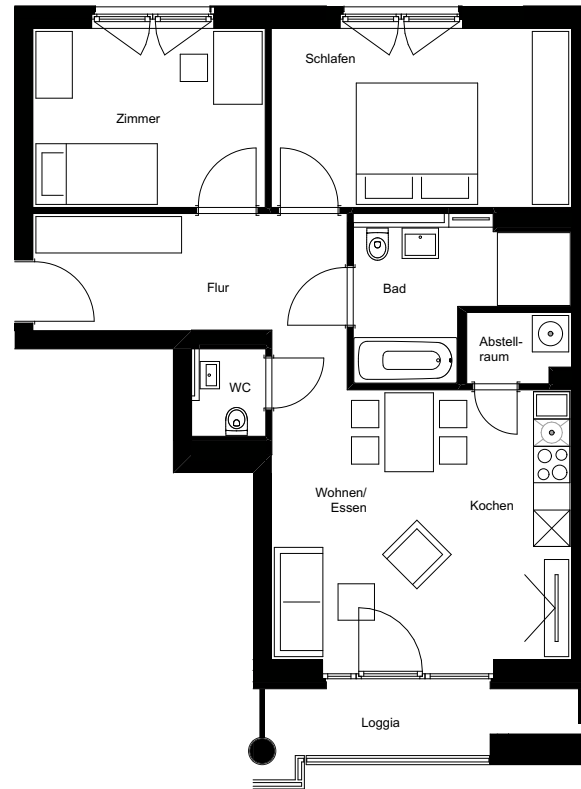 Schlafen
Zimmer
Flur
Bad
Abstell-
raum
WC
Wohnen/
Essen
Kochen
Loggia